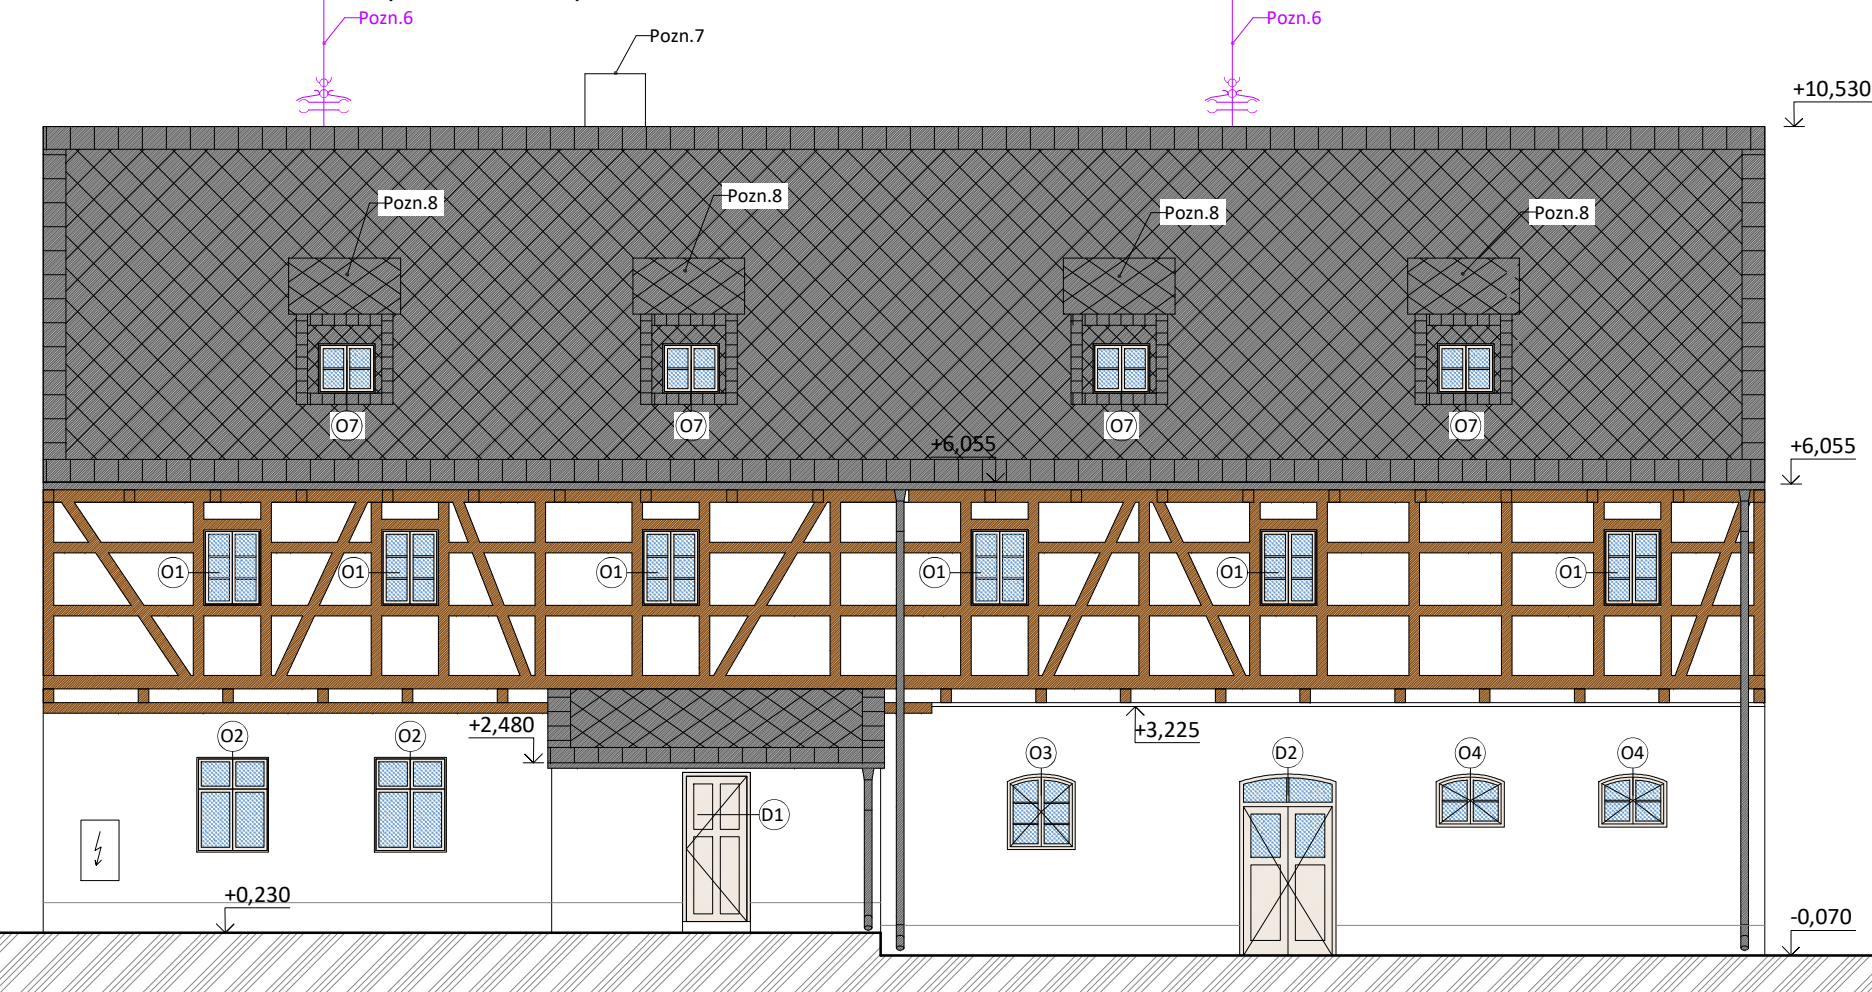 Pozn.6
Pozn.6
Pozn.7
+10,530
Pozn.8
Pozn.8
Pozn.8
Pozn.8
O7
O7
O7
O7
+6,055
+6,055
O1
O1
O1
O1
O1
O1
+2,480
+3,225
O2
O2
O3
D2
O4
O4
D1
+0,230
-0,070